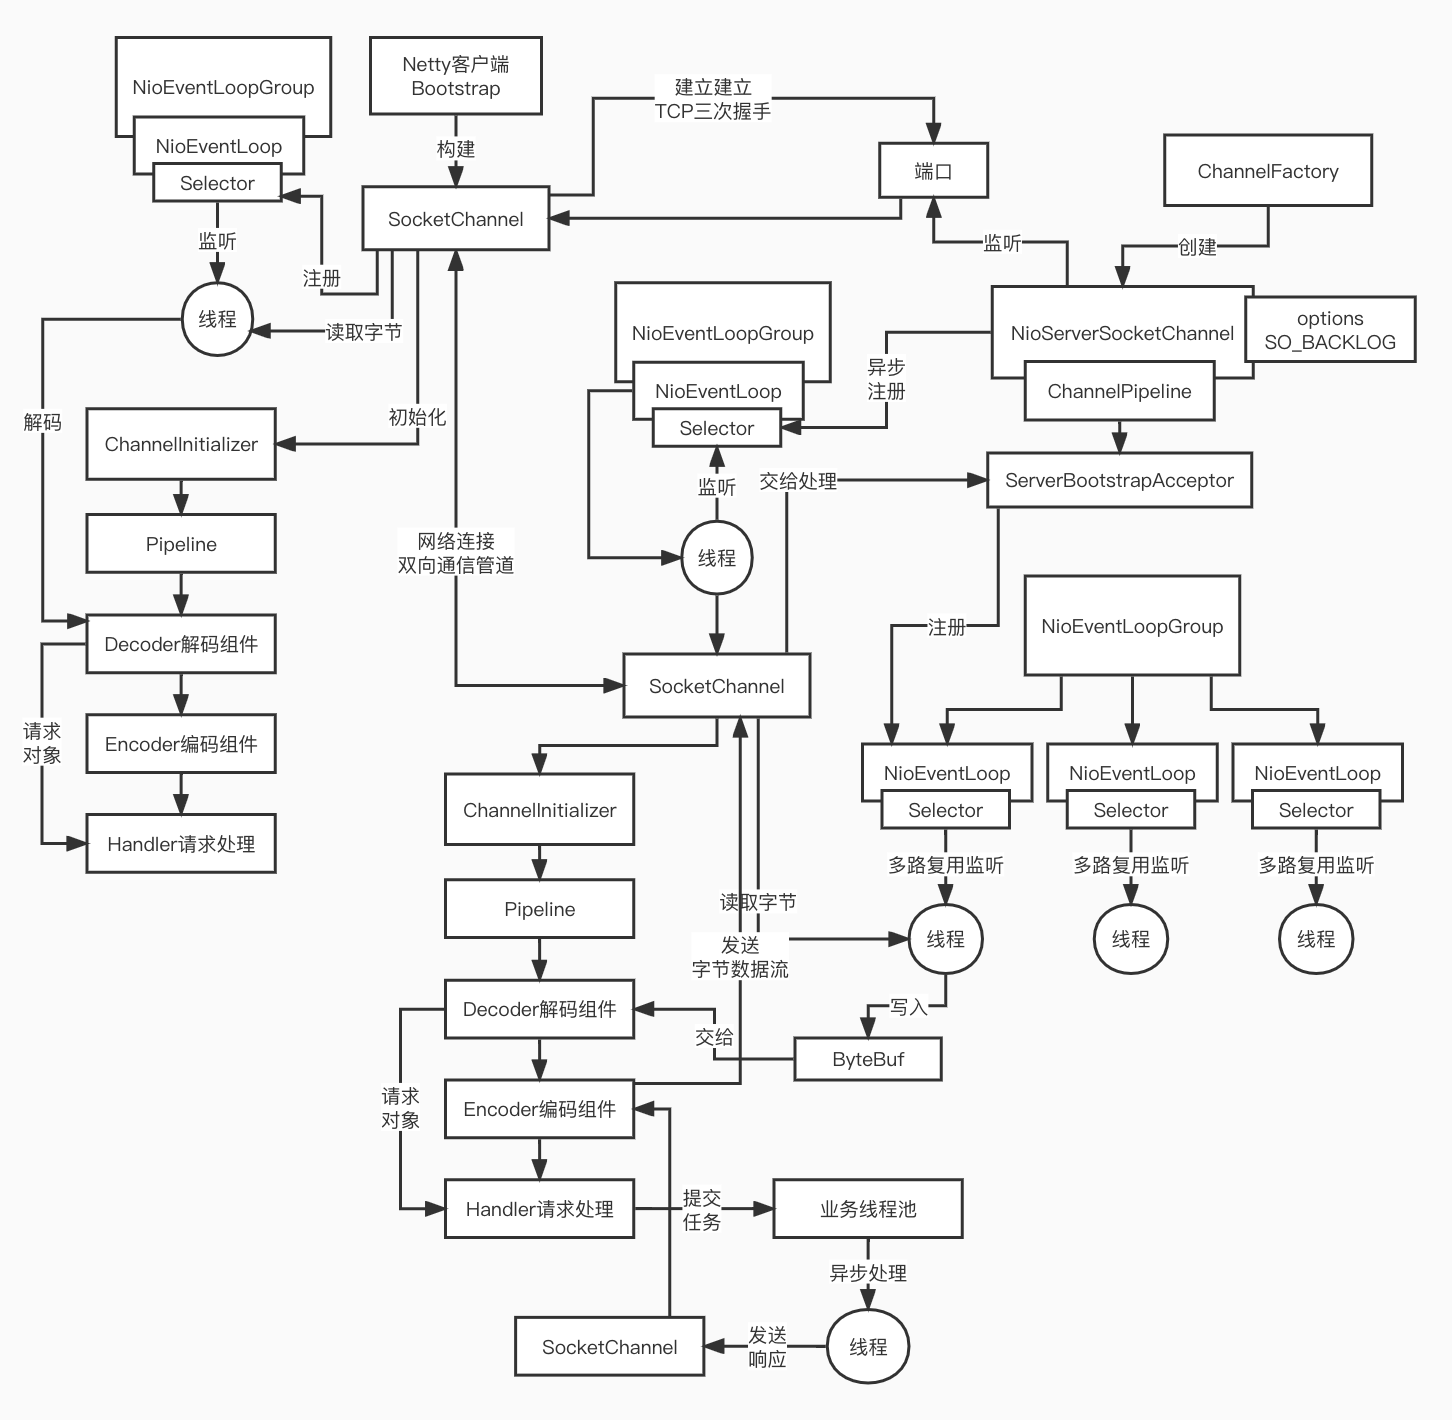 NioEventLoopGroup
NioEventLoop
Selector
监听
线程
注册
读取字节
解码
Netty客户端
Bootstrap
构建
SocketChannel
初始化
ChannelInitializer
Pipeline
Decoder解码组件
Encoder编码组件
Handler请求处理
请求
对象
建立建立
TCP三次握手
端口
监听
ChannelFactory
创建
NioServerSocketChannel
options
SO_BACKLOG
ChannelPipeline
ServerBootstrapAcceptor
异步
注册
NioEventLoopGroup
NioEventLoop
Selector
监听
线程
交给处理
网络连接
双向通信管道
SocketChannel
注册
NioEventLoopGroup
NioEventLoop
Selector
多路复用监听
线程
NioEventLoop
Selector
多路复用监听
线程
NioEventLoop
Selector
多路复用监听
线程
ChannelInitializer
Pipeline
Decoder解码组件
Encoder编码组件
Handler请求处理
请求
对象
读取字节
发送
字节数据流
写入
ByteBuf
交给
提交
任务
业务线程池
异步处理
线程
发送
响应
SocketChannel